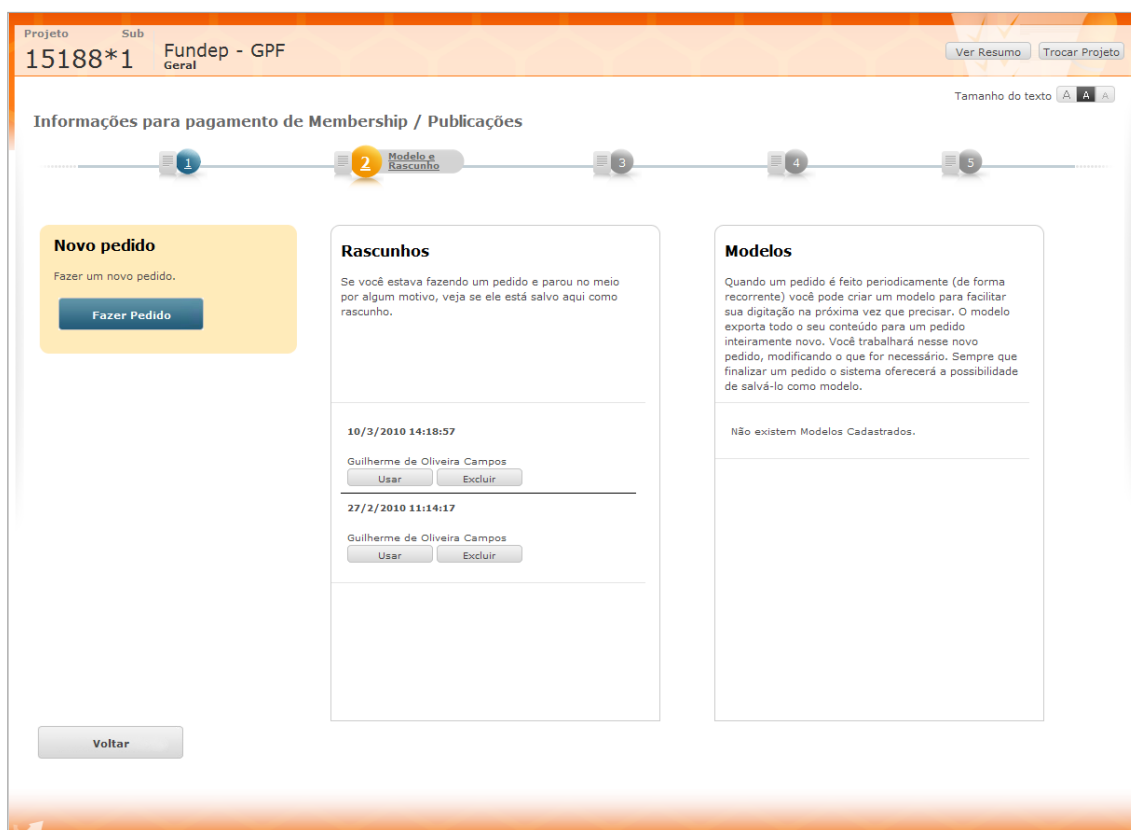 Projeto Sub
15188*1 Fundep - GPF
Geral
Ver Resumo Trocar Projeto
Tamanho do texto A A A
Informações para pagamento de Membership / Publicações
1
2 Modelo e
Rascunho
3
4
5
Novo pedido
Fazer um novo pedido.
Fazer Pedido
Rascunhos
Se você estava fazendo um pedido e parou no meio
por algum motivo, veja se ele está salvo aqui como
rascunho.
10/3/2010 14:18:57
Guilherme de Oliveira Campos
Usar Excluir
27/2/2010 11:14:17
Guilherme de Oliveira Campos
Usar Excluir
Modelos
Quando um pedido é feito periodicamente (de forma
recorrente) você pode criar um modelo para facilitar
sua digitação na próxima vez que precisar. O modelo
exporta todo o seu conteúdo para um pedido
inteiramente novo. Você trabalhará nesse novo
pedido, modificando o que for necessário. Sempre que
finalizar um pedido o sistema oferecerá a possibilidade
de salvá-lo como modelo.
Não existem Modelos Cadastrados.
Voltar